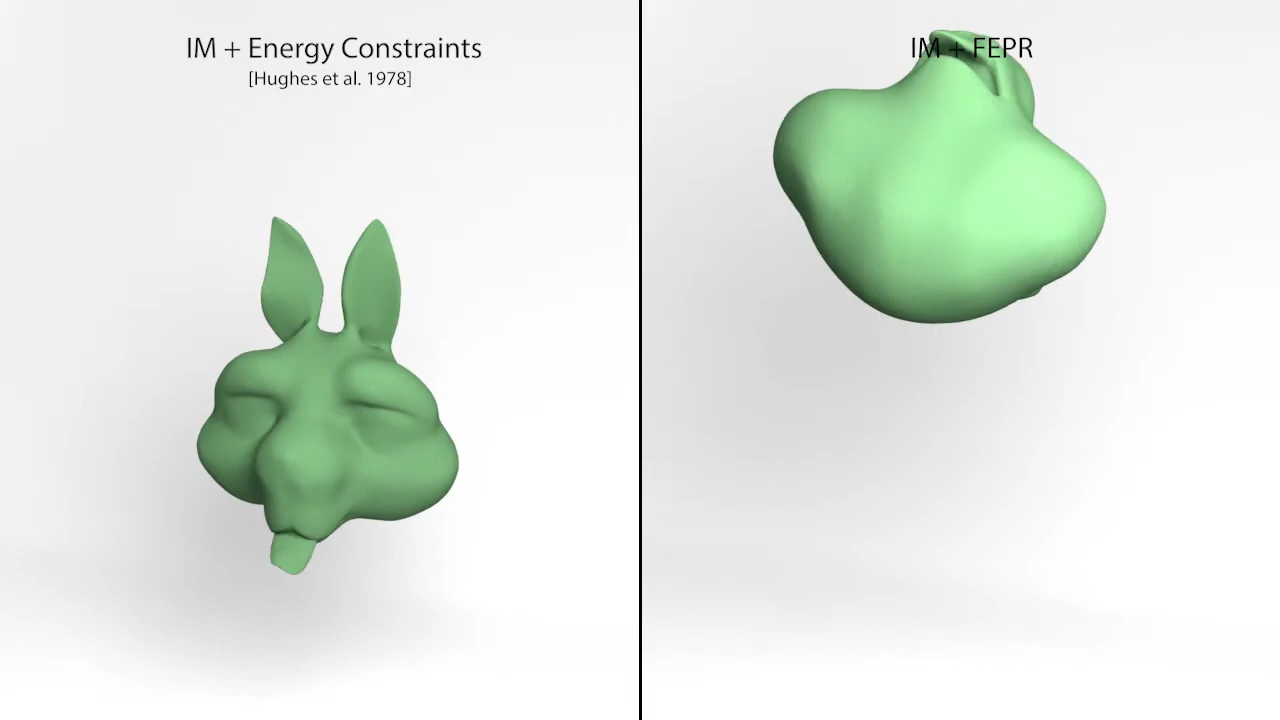 IM + Energy Constraints
[Hughes et al. 1978]
IM + FEPR